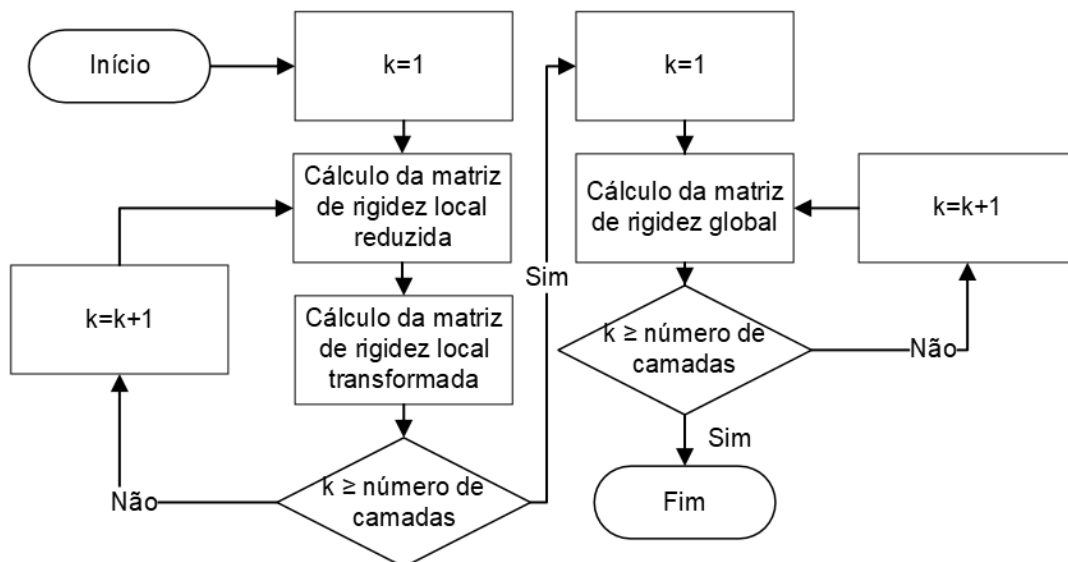 Início
k=1
Cálculo da matriz
de rigidez local
reduzida
Cálculo da matriz
de rigidez local
transformada
k ≥ número de
camadas
Não
k=k+1
Sim
k=1
Cálculo da matriz
de rigidez global
k ≥ número de
camadas
Não
k=k+1
Sim
Fim